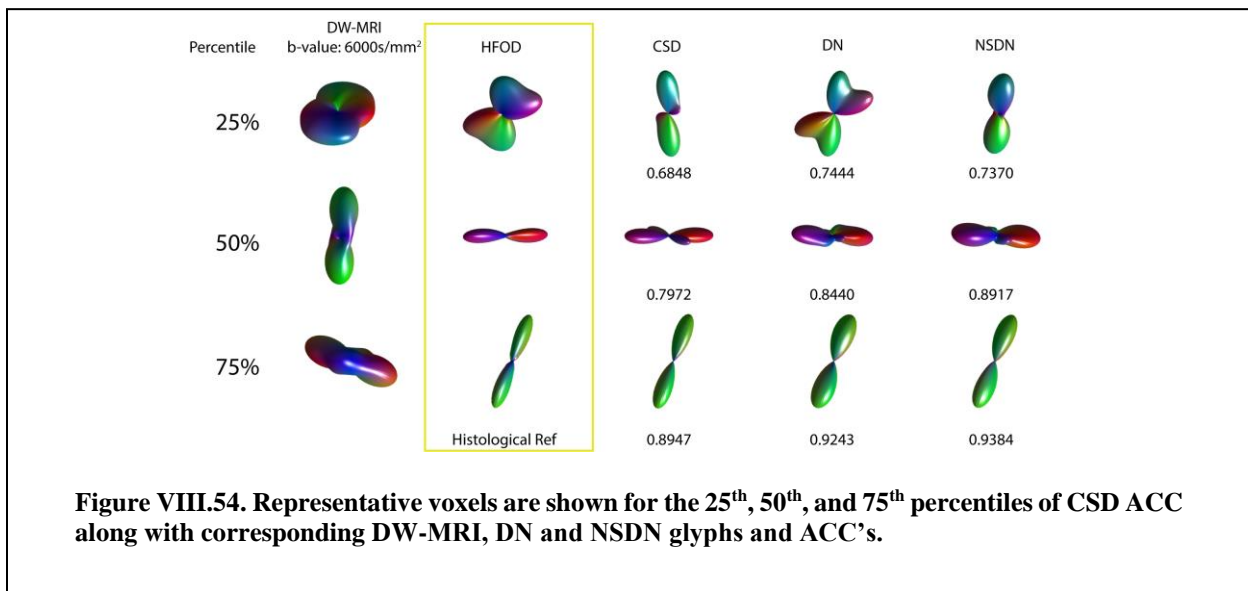 DW-MRI
Percentile b-value: 6000s/mm² HFOD CSD DN NSDN
25%
0.6848 0.7444 0.7370
50%
0.7972 0.8440 0.8917
75%
Histological Ref 0.8947 0.9243 0.9384
Figure VIII.54. Representative voxels are shown for the 25th, 50th, and 75th percentiles of CSD ACC
along with corresponding DW-MRI, DN and NSDN glyphs and ACC's.